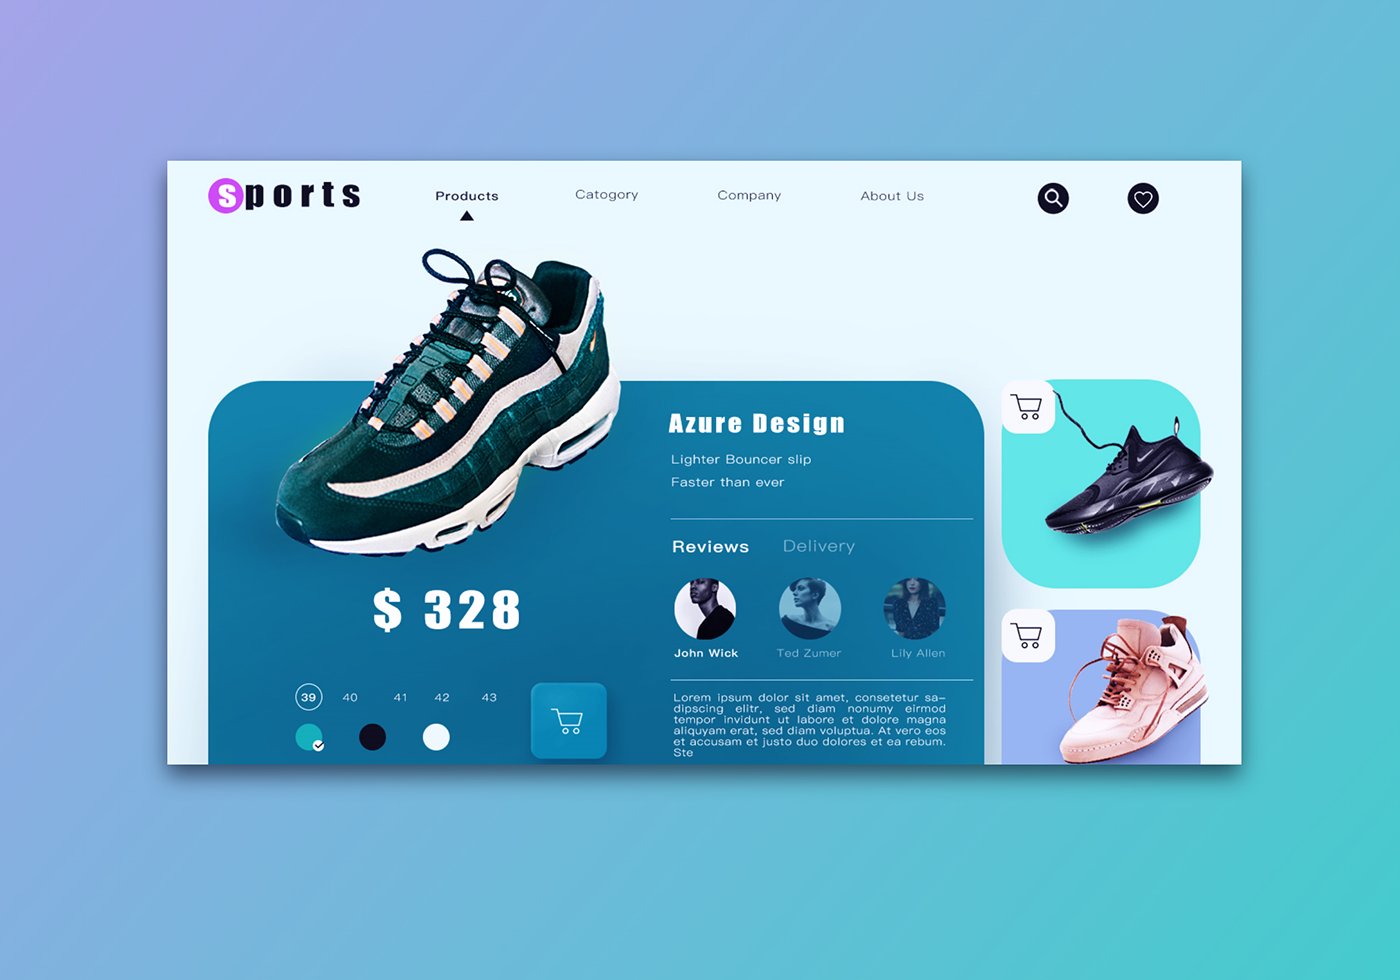 sports
Products
Catogory
Company
About Us
Azure Design
Lighter Bouncer slip
Faster than ever
Reviews
Delivery
John Wick
Ted Zumer
Lily Allen
$ 328
39 40 41 42 43
Lorem ipsum dolor sit amet, consetetur sa-
dipscing elitr, sed diam nonumy eirmod
tempor invidunt ut labore et dolore magna
aliquyam erat, sed diam voluptua. At vero eos
et accusam et justo duo dolores et ea rebum.
Ste